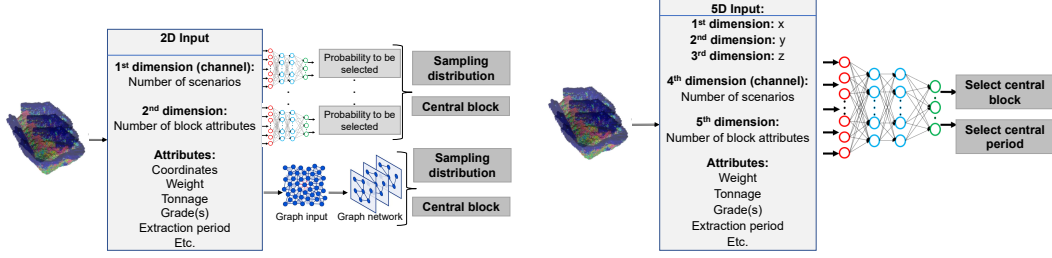 2D Input
1st dimension (channel):
Number of scenarios
2nd dimension:
Number of block attributes
Attributes:
Coordinates
Weight
Tonnage
Grade(s)
Extraction period
Etc.
Probability to be
selected
Probability to be
selected
Sampling
distribution
Central block
Graph input
Graph network
Sampling
distribution
Central block
5D Input:
1st dimension: x
2nd dimension: y
3rd dimension: z
4th dimension (channel):
Number of scenarios
5th dimension:
Number of block attributes
Attributes:
Weight
Tonnage
Grade(s)
Extraction period
Etc.
Select central
block
Select central
period